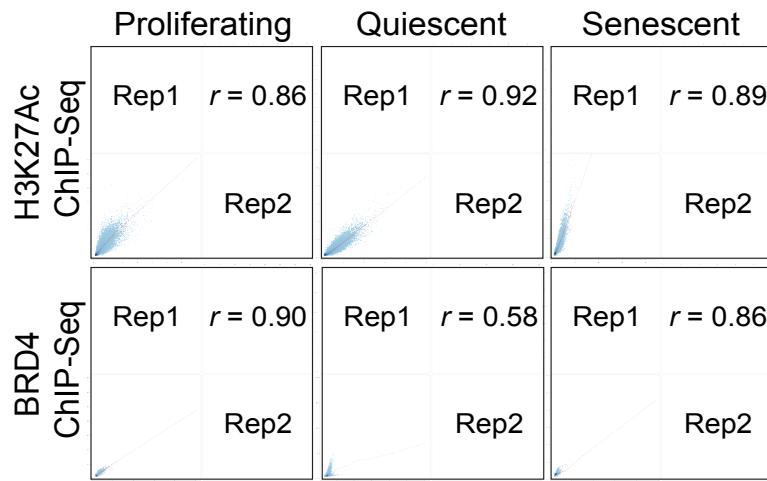 Proliferating Quiescent Senescent
H3K27Ac
ChIP-Seq
Rep1 r = 0.86 Rep1 r = 0.92 Rep1 r = 0.89
Rep2 Rep2 Rep2
BRD4
ChIP-Seq
Rep1 r = 0.90 Rep1 r = 0.58 Rep1 r = 0.86
Rep2 Rep2 Rep2